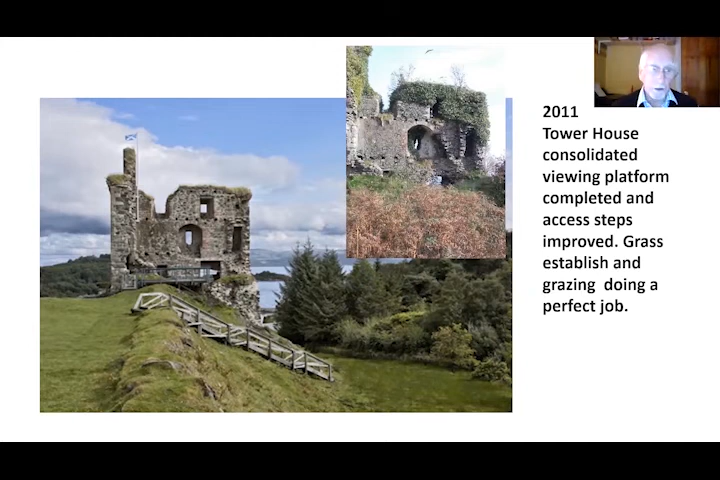 2011
Tower House
consolidated
viewing platform
completed and
access steps
improved. Grass
establish and
grazing  doing a
perfect job.